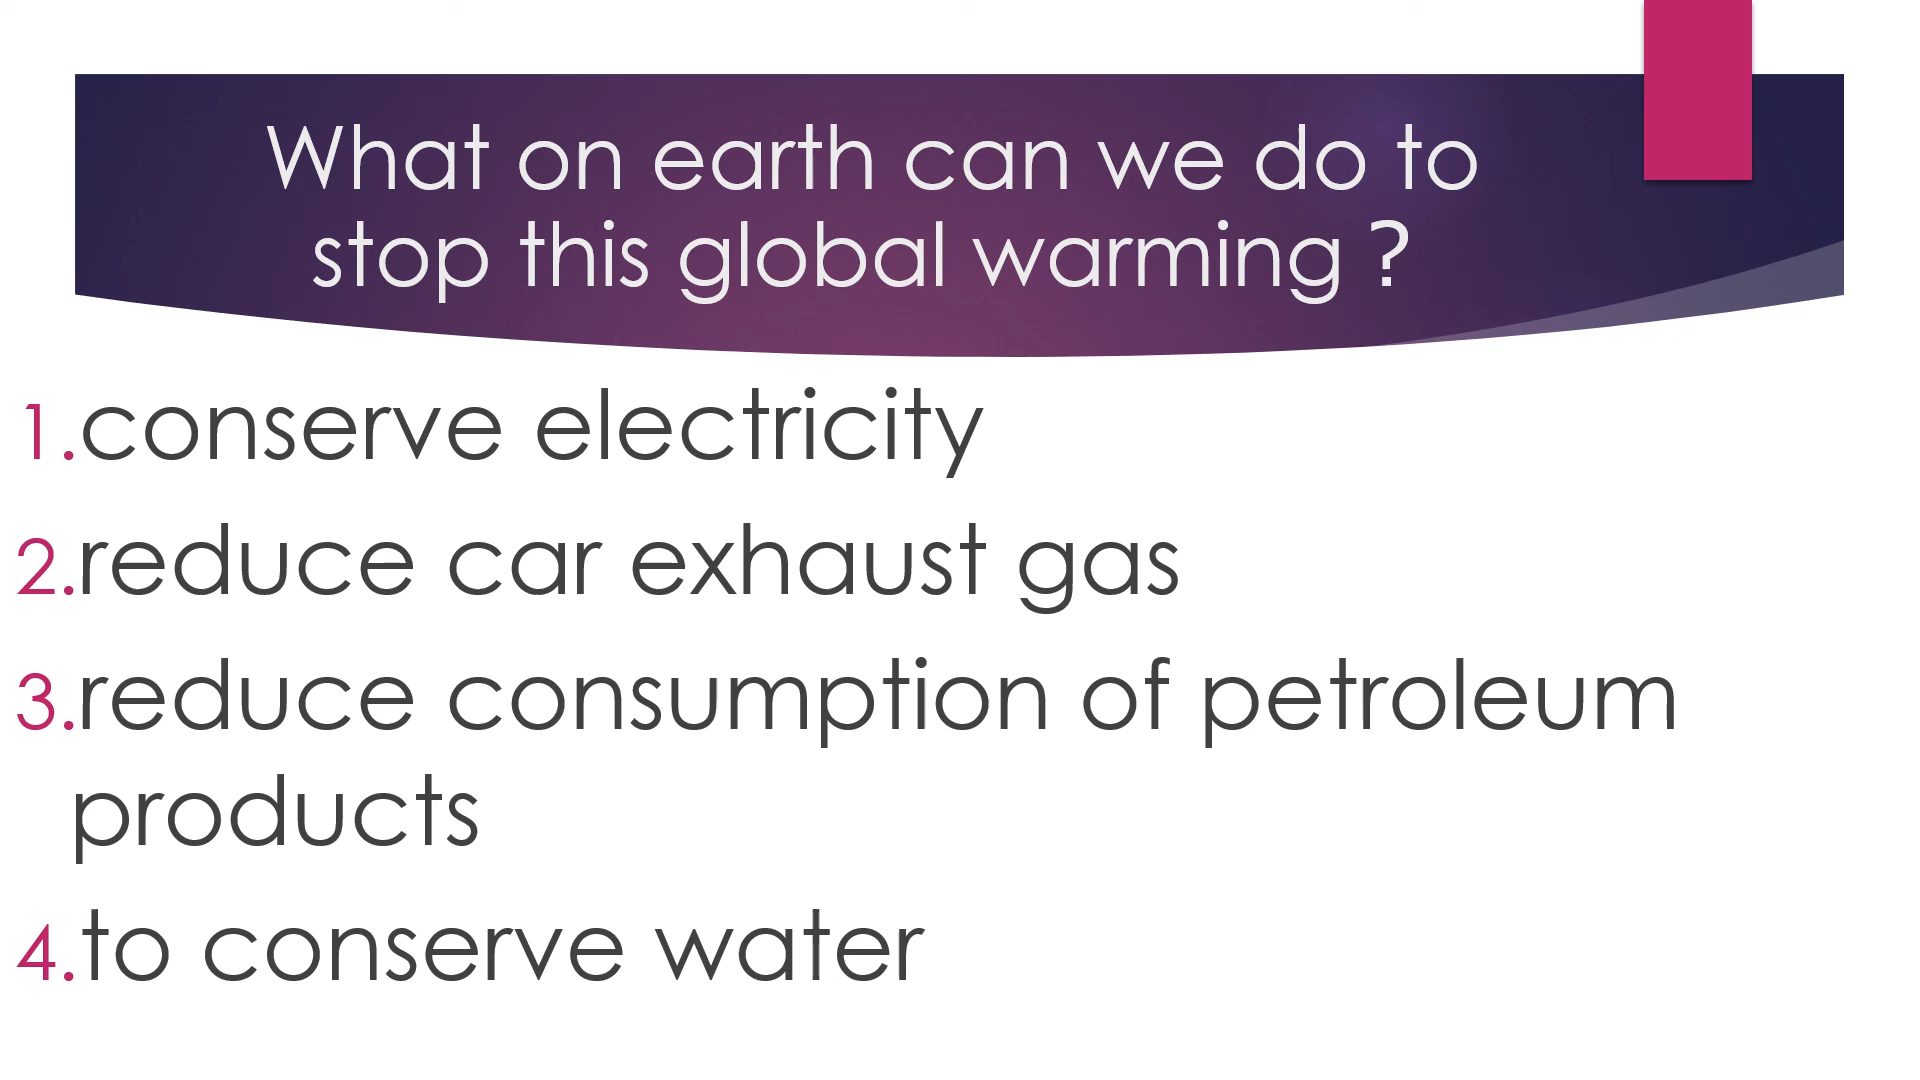 What on earth can we do to
stop this global warming ?
1.conserve electricity
2.reduce car exhaust gas
3.reduce consumption of petroleum
products
4.to conserve water